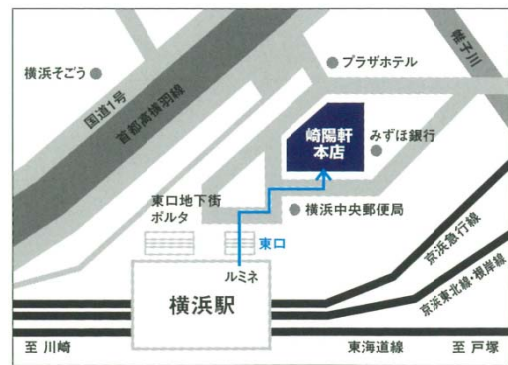 プラザホテル
帷子川
横浜そごう
国道1号
首都高横羽線
崎陽軒
本店
みずほ銀行
東口地下街
ポルタ
横浜中央郵便局
東口
ルミネ
京浜急行線
京浜東北線・根岸線
横浜駅
至 川崎
東海道線
至 戸塚